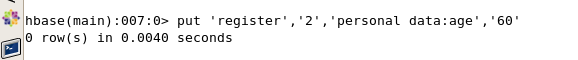 hbase(main):007:0> put 'register','2','personal data:age','60'
0 row(s) in 0.0040 seconds